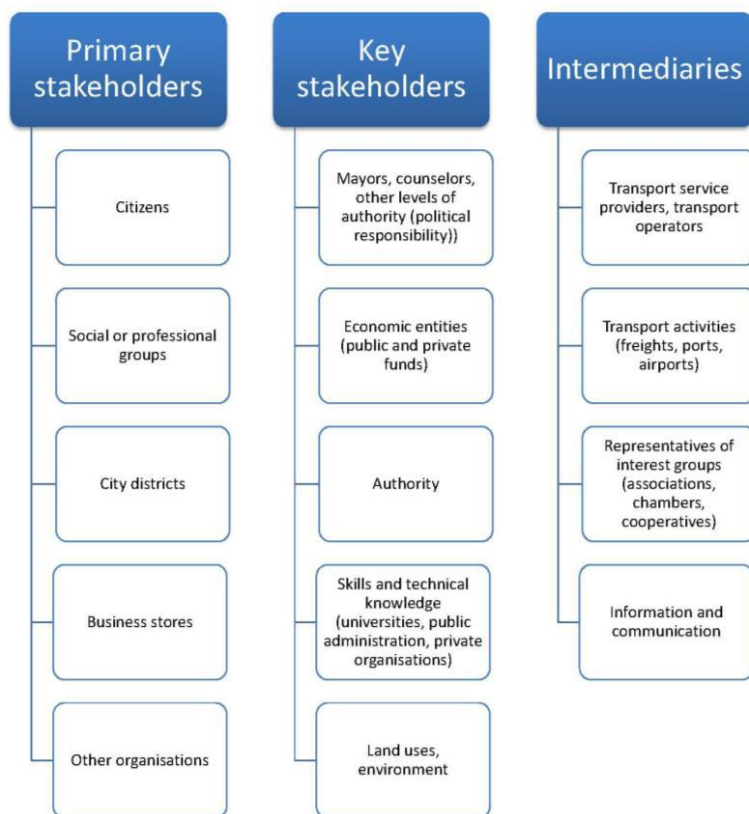 Primary
stakeholders
Citizens
Social or professional
groups
City districts
Business stores
Other organisations
Key
stakeholders
Mayors, counselors,
other levels of
authority (political
responsibility))
Economic entities
(public and private
funds)
Authority
Skills and technical
knowledge
(universities, public
administration, private
organisations)
Land uses,
environment
Intermediaries
Transport service
providers, transport
operators
Transport activities
(freights, ports,
airports)
Representatives of
interest groups
(associations,
chambers,
cooperatives)
Information and
communication